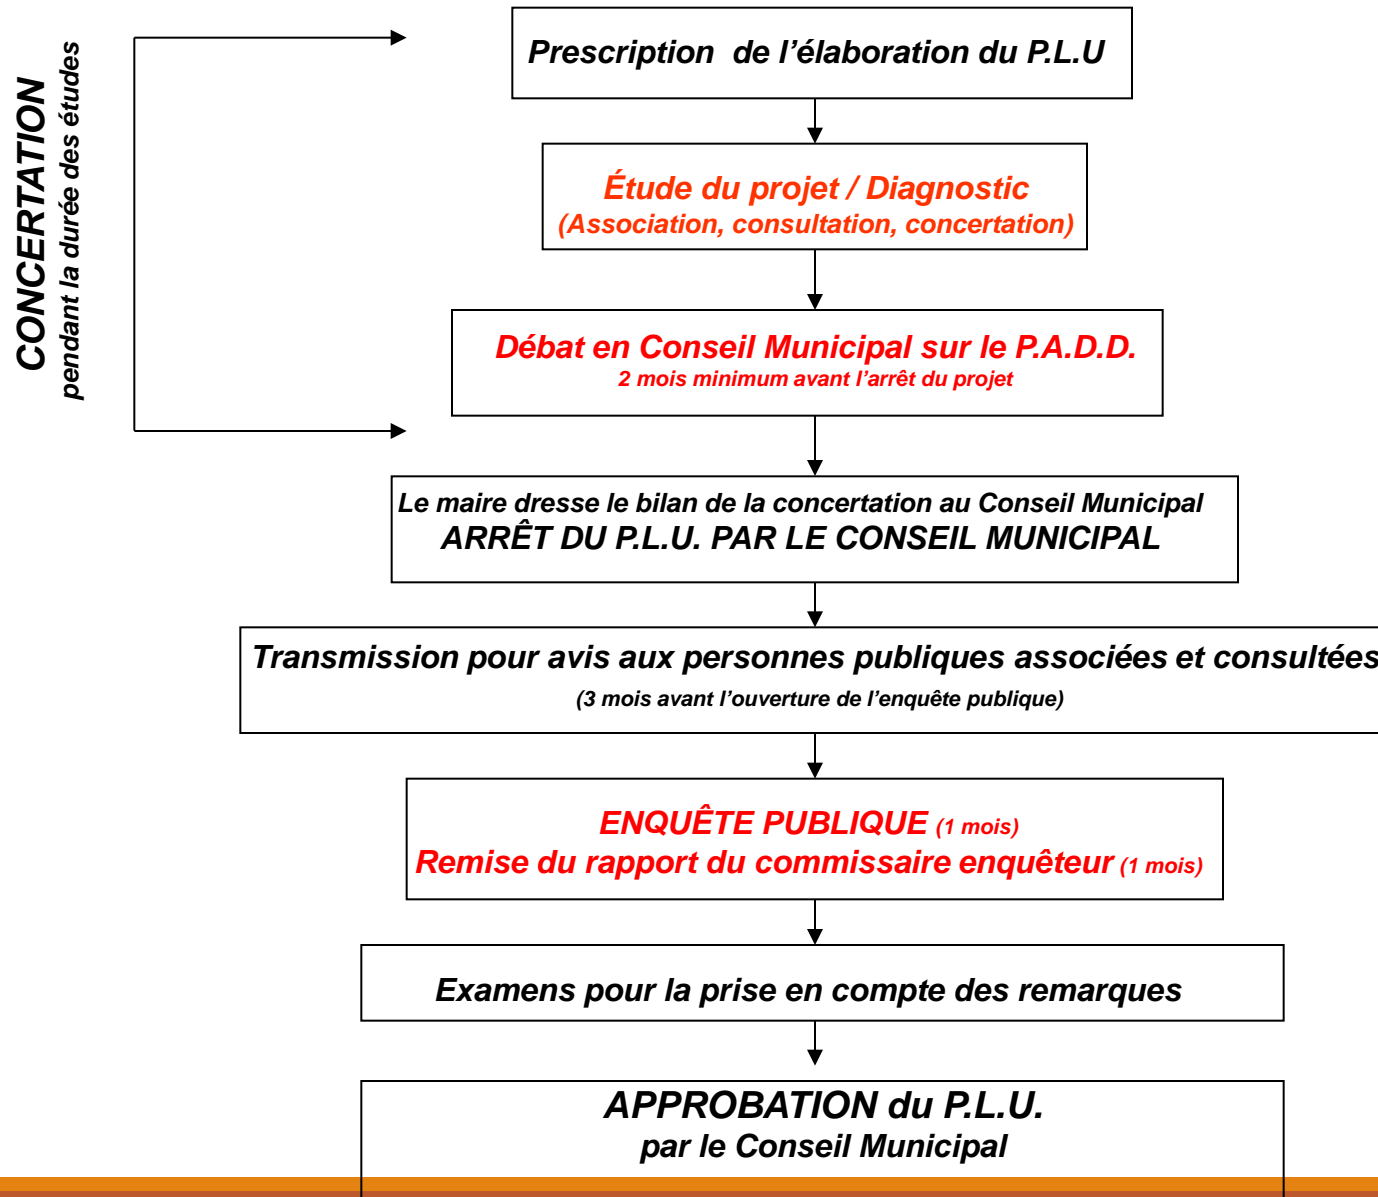 CONCERTATION
pendant la durée des études
Prescription de l’élaboration du P.L.U
Étude du projet / Diagnostic
(Association, consultation, concertation)
Débat en Conseil Municipal sur le P.A.D.D.
2 mois minimum avant l’arrêt du projet
Le maire dresse le bilan de la concertation au Conseil Municipal
ARRÊT DU P.L.U. PAR LE CONSEIL MUNICIPAL
Transmission pour avis aux personnes publiques associées et consultées
(3 mois avant l’ouverture de l’enquête publique)
ENQUÊTE PUBLIQUE (1 mois)
Remise du rapport du commissaire enquêteur (1 mois)
Examens pour la prise en compte des remarques
APPROBATION du P.L.U.
par le Conseil Municipal